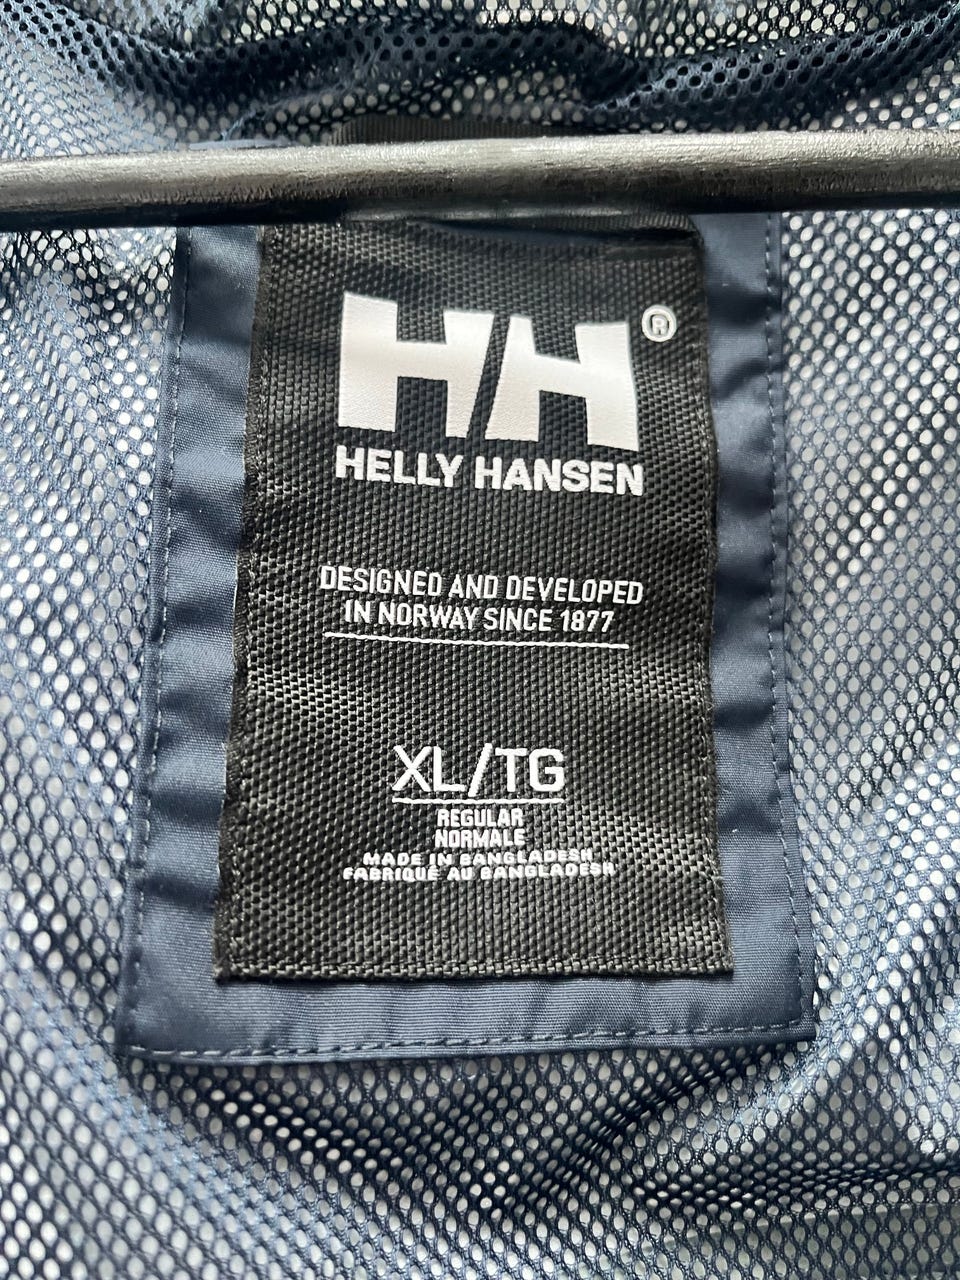 HH®
HELLY HANSEN
DESIGNED AND DEVELOPED
IN NORWAY SINCE 1877
XL/TG
REGULAR
NORMALE
MADE IN BANGLADESH
FABRIQUÉ AU BANGLADESH